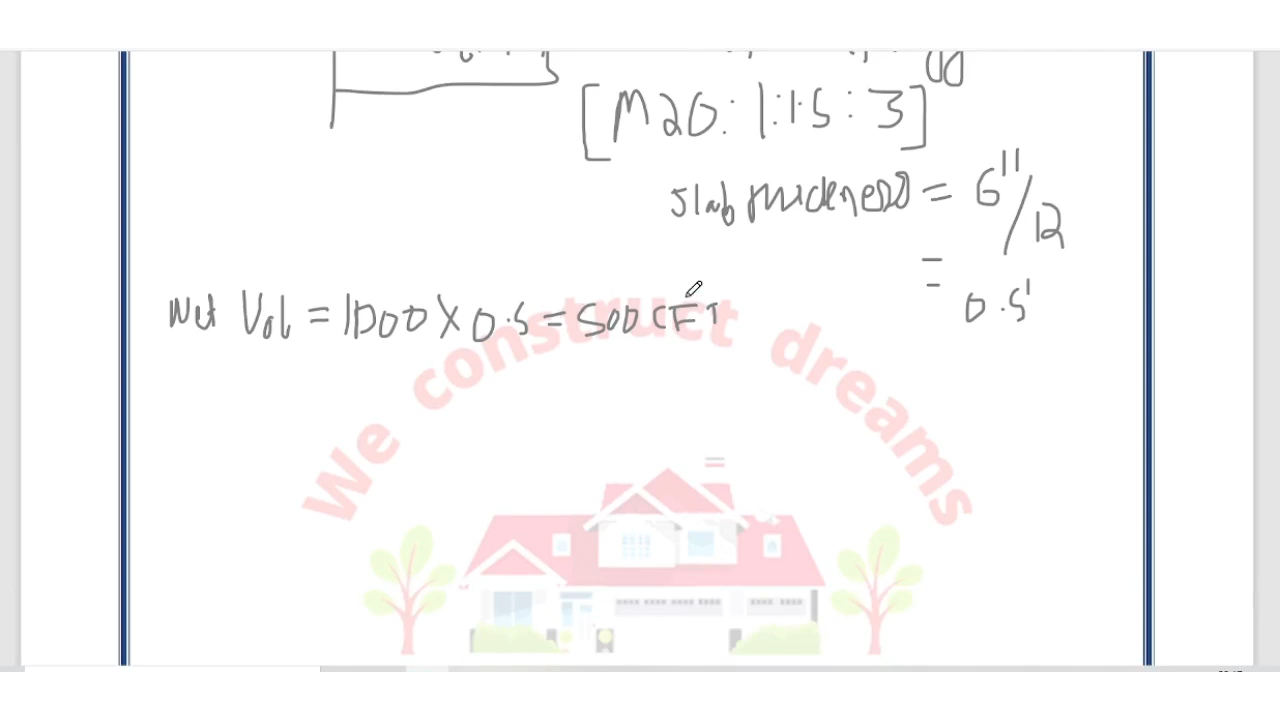 [M20: 1:1.5: 3]
Slab thickness = 6"/12
= 0.5'
Wet Vol = 1000 X 0.5 = 500 CFT
We construct dreams